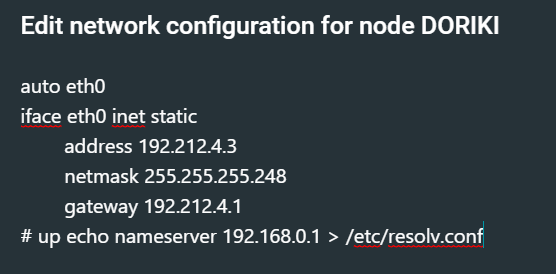 Edit network configuration for node DORIKI
auto eth0
iface eth0 inet static
address 192.212.4.3
netmask 255.255.255.248
gateway 192.212.4.1
# up echo nameserver 192.168.0.1 > /etc/resolv.conf